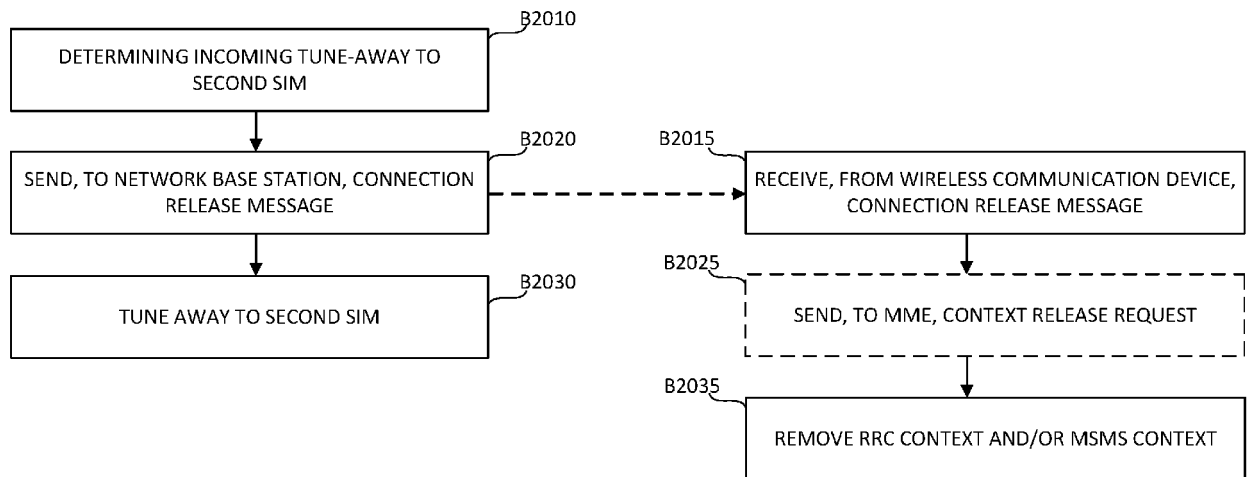 B2010
DETERMINING INCOMING TUNE-AWAY TO
SECOND SIM
B2020
SEND, TO NETWORK BASE STATION, CONNECTION
RELEASE MESSAGE
B2030
TUNE AWAY TO SECOND SIM
B2015
RECEIVE, FROM WIRELESS COMMUNICATION DEVICE,
CONNECTION RELEASE MESSAGE
B2025
SEND, TO MME, CONTEXT RELEASE REQUEST
B2035
REMOVE RRC CONTEXT AND/OR MSMS CONTEXT